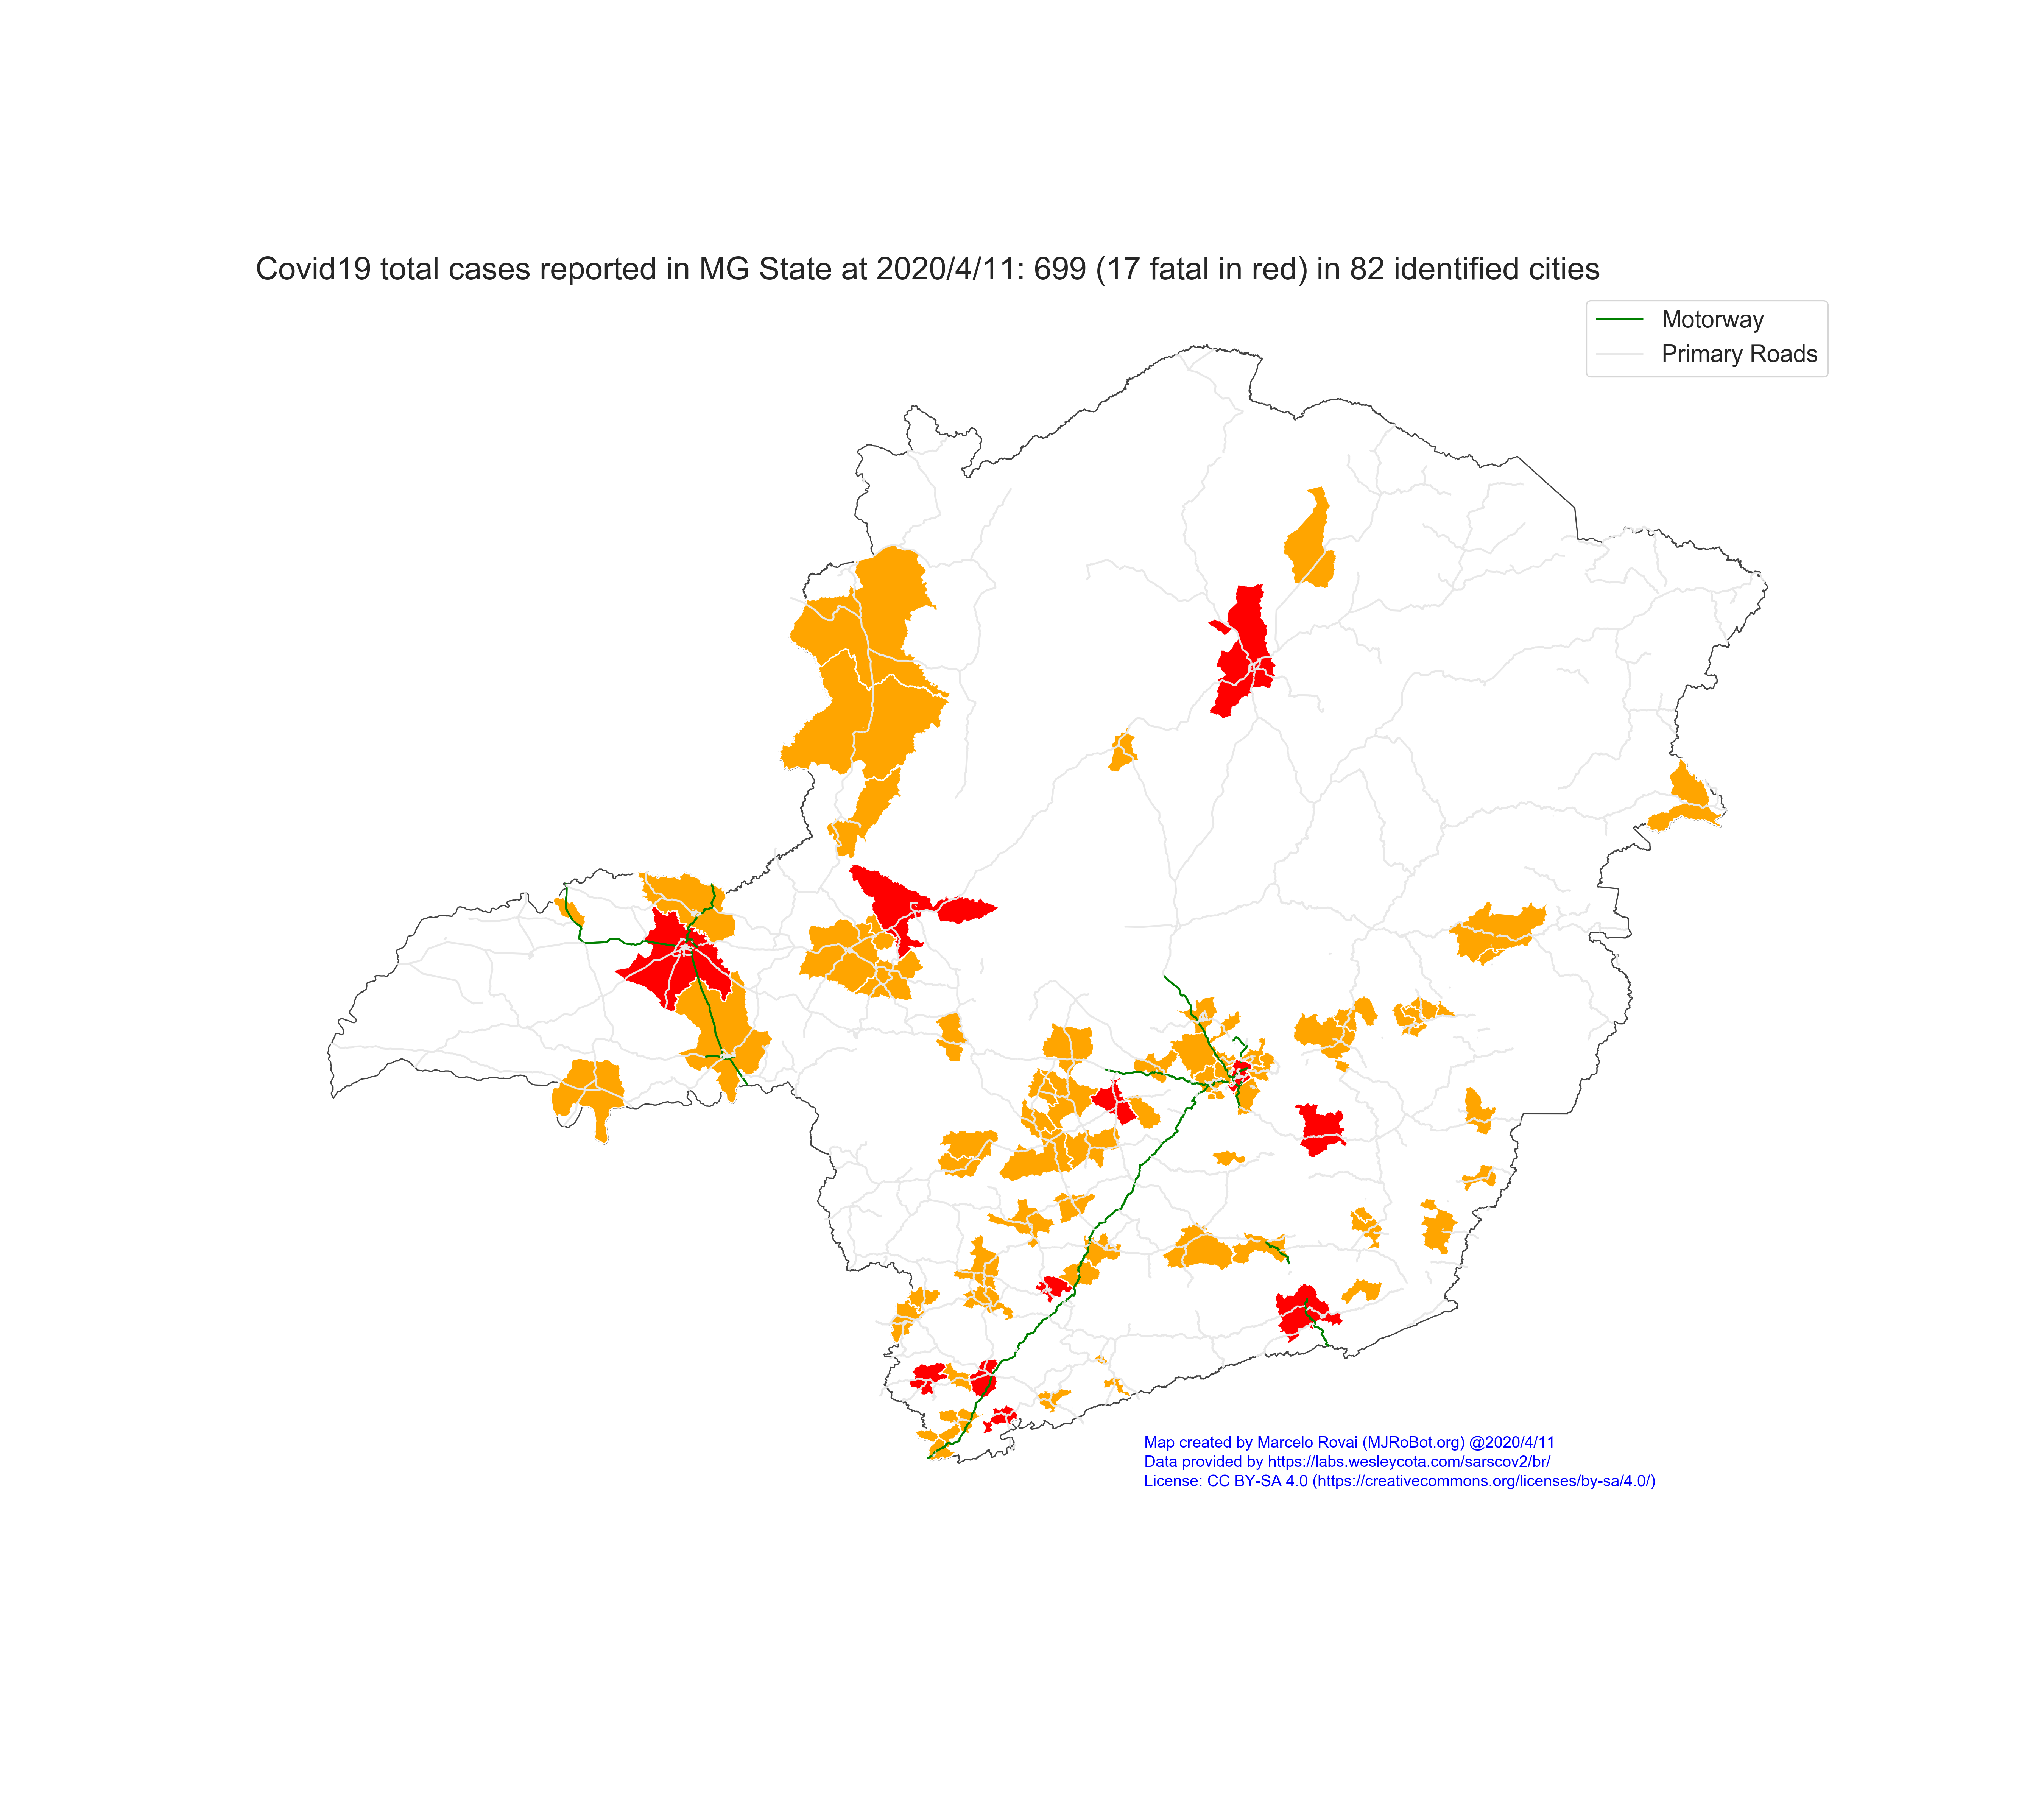 Covid19 total cases reported in MG State at 2020/4/11: 699 (17 fatal in red) in 82 identified cities
Motorway
Primary Roads
Map created by Marcelo Rovai (MJRoBot.org) @2020/4/11
Data provided by https://labs.wesleycota.com/sarscov2/br/
License: CC BY-SA 4.0 (https://creativecommons.org/licenses/by-sa/4.0/)